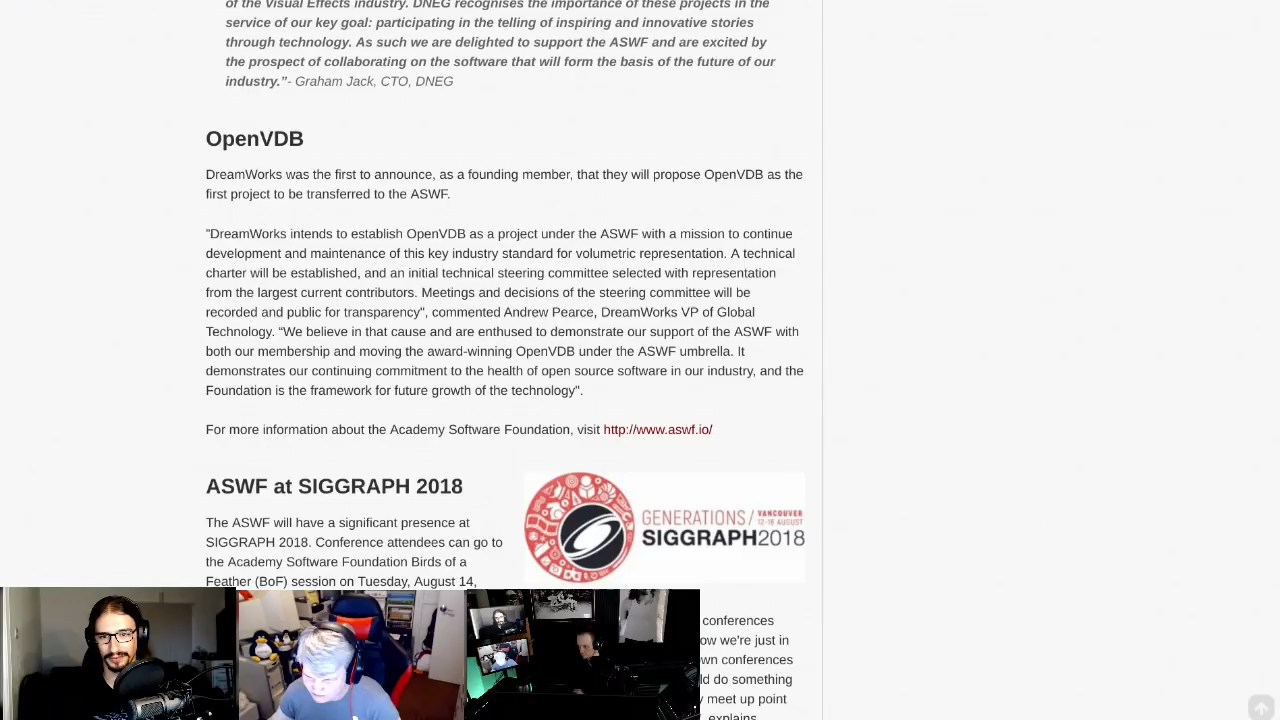 of the Visual Effects industry. DNEG recognises the importance of these projects in the
service of our key goal: participating in the telling of inspiring and innovative stories
through technology. As such we are delighted to support the ASWF and are excited by
the prospect of collaborating on the software that will form the basis of the future of our
industry.”- Graham Jack, CTO, DNEG
OpenVDB
DreamWorks was the first to announce, as a founding member, that they will propose OpenVDB as the
first project to be transferred to the ASWF.
"DreamWorks intends to establish OpenVDB as a project under the ASWF with a mission to continue
development and maintenance of this key industry standard for volumetric representation. A technical
charter will be established, and an initial technical steering committee selected with representation
from the largest current contributors. Meetings and decisions of the steering committee will be
recorded and public for transparency", commented Andrew Pearce, DreamWorks VP of Global
Technology. “We believe in that cause and are enthused to demonstrate our support of the ASWF with
both our membership and moving the award-winning OpenVDB under the ASWF umbrella. It
demonstrates our continuing commitment to the health of open source software in our industry, and the
Foundation is the framework for future growth of the technology".
For more information about the Academy Software Foundation, visit http://www.aswf.io/
ASWF at SIGGRAPH 2018
The ASWF will have a significant presence at
SIGGRAPH 2018. Conference attendees can go to
the Academy Software Foundation Birds of a
Feather (BoF) session on Tuesday, August 14,
GENERATIONS / VANCOUVER
12-16 AUGUST
SIGGRAPH2018
conferences
ow we're just in
wn conferences
ld do something
y meet up point
explains